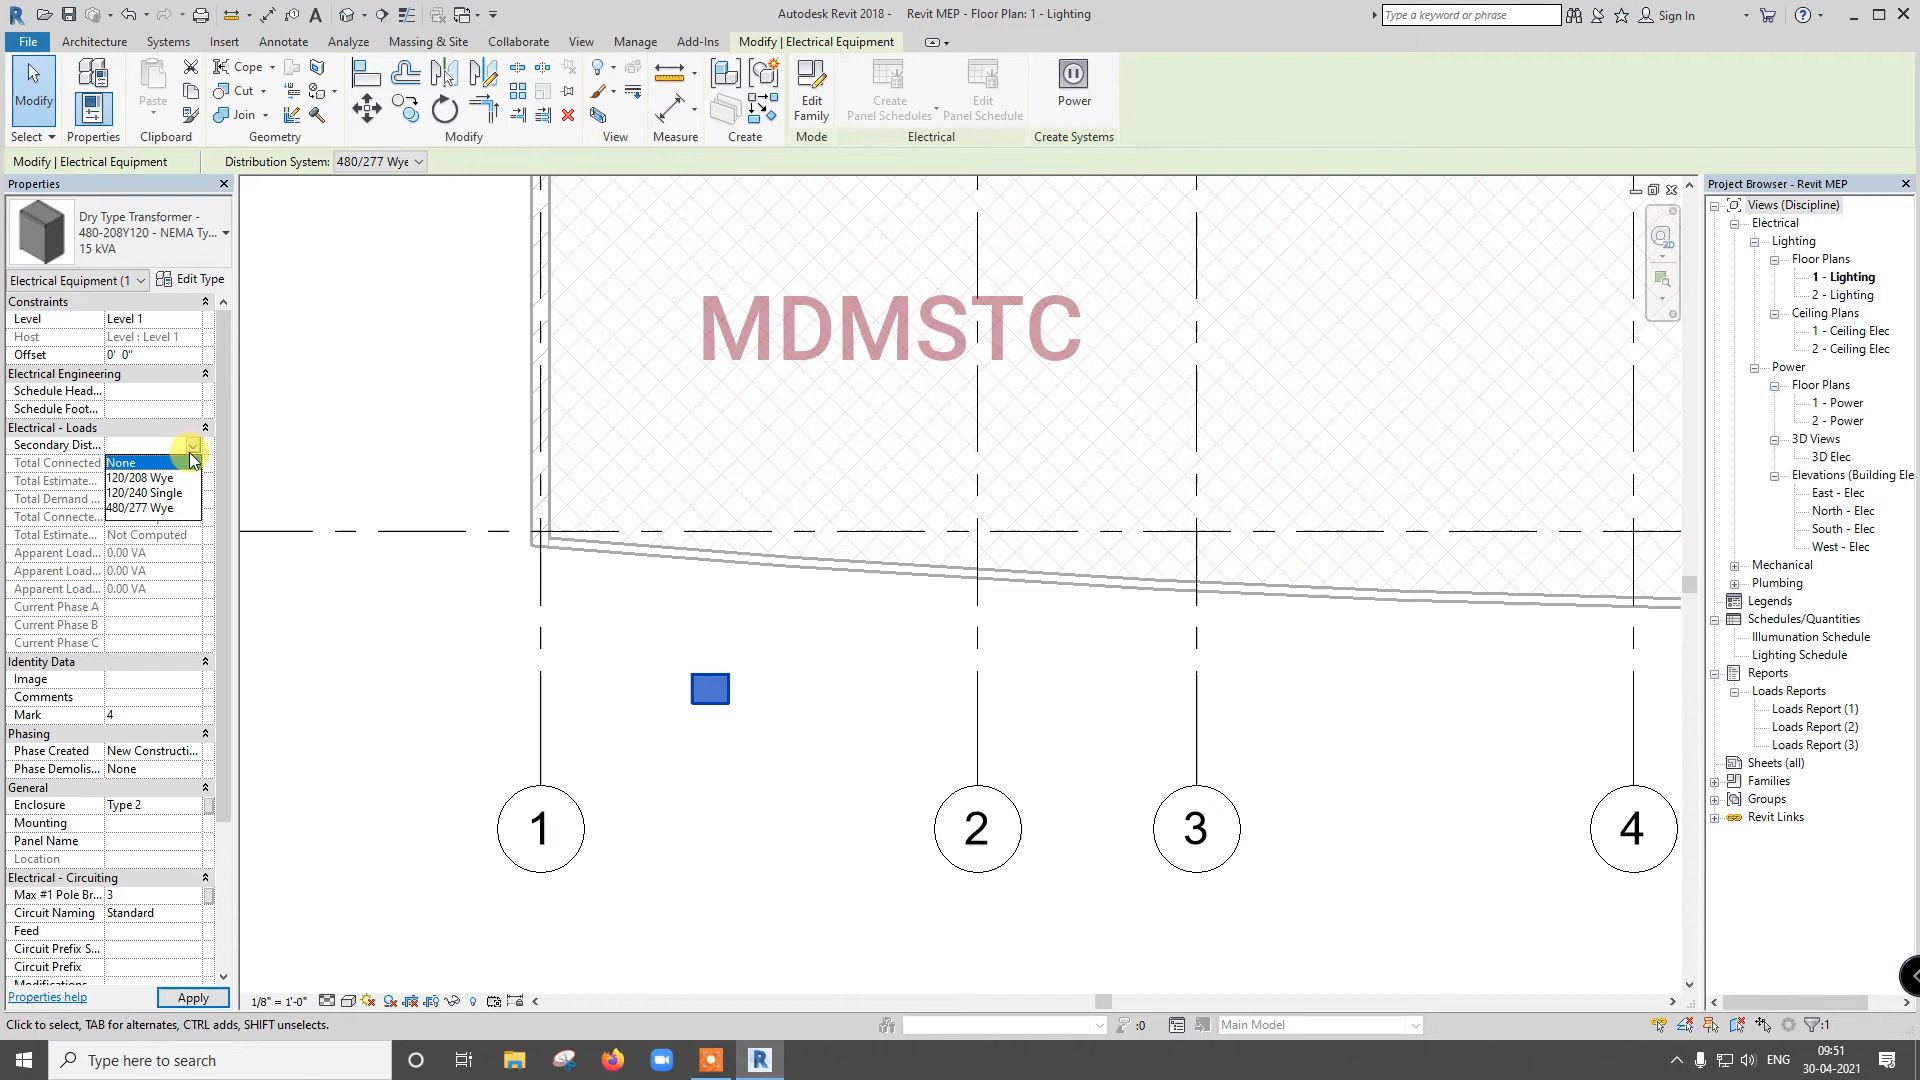 Autodesk Revit 2018 - Revit MEP - Floor Plan: 1 - Lighting
Type a keyword or phrase
Sign In
File Architecture Systems Insert Annotate Analyze Massing & Site Collaborate View Manage Add-Ins Modify | Electrical Equipment
Modify
Paste
Cope
Cut
Join
Edit Family
Create Panel Schedules
Edit Panel Schedule
Power
Select Properties Clipboard Geometry Modify View Measure Create Mode Electrical Create Systems
Modify | Electrical Equipment Distribution System: 480/277 Wye
Properties
Dry Type Transformer -
480-208Y120 - NEMA Ty...
15 kVA
Electrical Equipment (1 Edit Type
Constraints
Level Level 1
Host Level : Level 1
Offset 0' 0"
Electrical Engineering
Schedule Head...
Schedule Foot...
Electrical - Loads
Secondary Dist...
Total Connected None
120/208 Wye
Total Estimate...
120/240 Single
Total Demand ...
480/277 Wye
Total Connecte...
Total Estimate... Not Computed
Apparent Load... 0.00 VA
Apparent Load... 0.00 VA
Apparent Load... 0.00 VA
Current Phase A
Current Phase B
Current Phase C
Identity Data
Image
Comments
Mark 4
Phasing
Phase Created New Constructi...
Phase Demolis... None
General
Enclosure Type 2
Mounting
Panel Name
Location
Electrical - Circuiting
Max #1 Pole Br... 3
Circuit Naming Standard
Feed
Circuit Prefix S...
Circuit Prefix
Properties help Apply
MDMSTC
2D
1 2 3 4
1/8" = 1'-0"
Project Browser - Revit MEP
Views (Discipline)
Electrical
Lighting
Floor Plans
1 - Lighting
2 - Lighting
Ceiling Plans
1 - Ceiling Elec
2 - Ceiling Elec
Power
Floor Plans
1 - Power
2 - Power
3D Views
3D Elec
Elevations (Building Ele
East - Elec
North - Elec
South - Elec
West - Elec
Mechanical
Plumbing
Legends
Schedules/Quantities
Illumunation Schedule
Lighting Schedule
Reports
Loads Reports
Loads Report (1)
Loads Report (2)
Loads Report (3)
Sheets (all)
Families
Groups
Revit Links
Click to select, TAB for alternates, CTRL adds, SHIFT unselects.
:0
Main Model
:1
Type here to search
ENG
09:51
30-04-2021